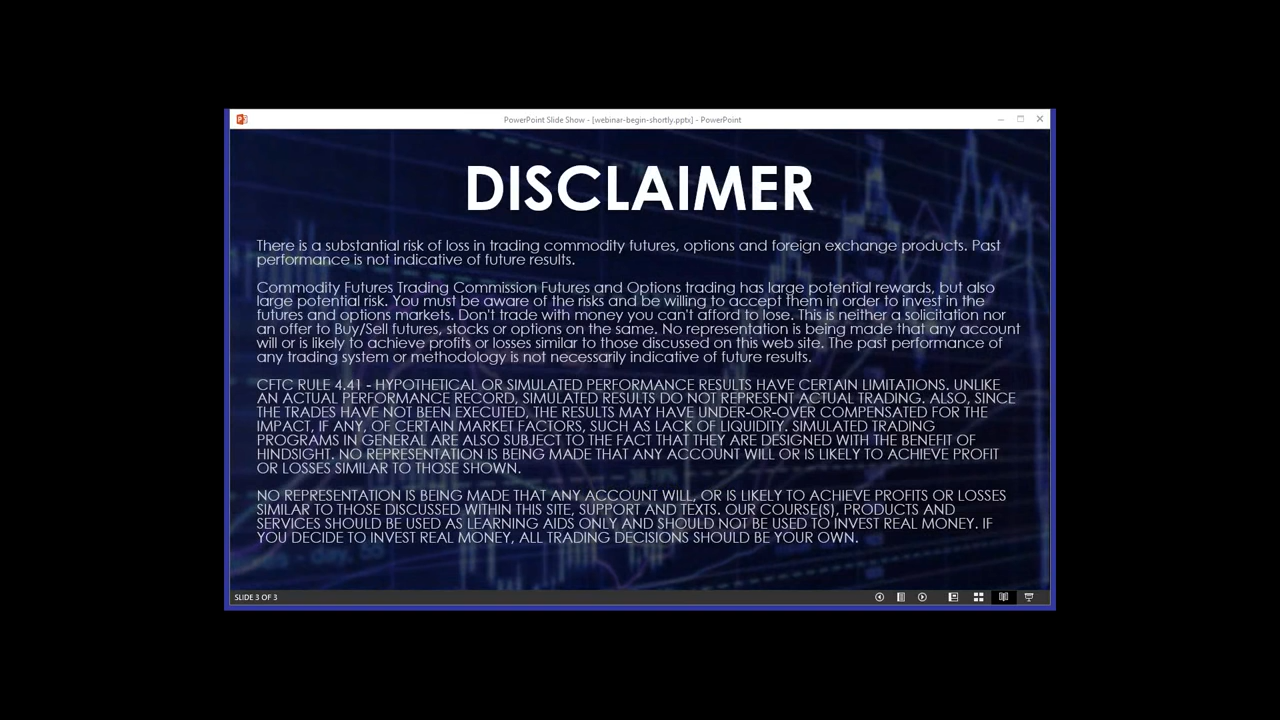 PowerPoint Slide Show - [webinar-begin-shortly.pptx] - PowerPoint
DISCLAIMER
There is a substantial risk of loss in trading commodity futures, options and foreign exchange products. Past
performance is not indicative of future results.
Commodity Futures Trading Commission Futures and Options trading has large potential rewards, but also
large potential risk. You must be aware of the risks and be willing to accept them in order to invest in the
futures and options markets. Don't trade with money you can't afford to lose. This is neither a solicitation nor
an offer to Buy/Sell futures, stocks or options on the same. No representation is being made that any account
will or is likely to achieve profits or losses similar to those discussed on this web site. The past performance of
any trading system or methodology is not necessarily indicative of future results.
CFTC RULE 4.41 - HYPOTHETICAL OR SIMULATED PERFORMANCE RESULTS HAVE CERTAIN LIMITATIONS. UNLIKE
AN ACTUAL PERFORMANCE RECORD, SIMULATED RESULTS DO NOT REPRESENT ACTUAL TRADING. ALSO, SINCE
THE TRADES HAVE NOT BEEN EXECUTED, THE RESULTS MAY HAVE UNDER-OR-OVER COMPENSATED FOR THE
IMPACT, IF ANY, OF CERTAIN MARKET FACTORS, SUCH AS LACK OF LIQUIDITY. SIMULATED TRADING
PROGRAMS IN GENERAL ARE ALSO SUBJECT TO THE FACT THAT THEY ARE DESIGNED WITH THE BENEFIT OF
HINDSIGHT. NO REPRESENTATION IS BEING MADE THAT ANY ACCOUNT WILL OR IS LIKELY TO ACHIEVE PROFIT
OR LOSSES SIMILAR TO THOSE SHOWN.
NO REPRESENTATION IS BEING MADE THAT ANY ACCOUNT WILL, OR IS LIKELY TO ACHIEVE PROFITS OR LOSSES
SIMILAR TO THOSE DISCUSSED WITHIN THIS SITE, SUPPORT AND TEXTS. OUR COURSE(S), PRODUCTS AND
SERVICES SHOULD BE USED AS LEARNING AIDS ONLY AND SHOULD NOT BE USED TO INVEST REAL MONEY. IF
YOU DECIDE TO INVEST REAL MONEY, ALL TRADING DECISIONS SHOULD BE YOUR OWN.
SLIDE 3 OF 3